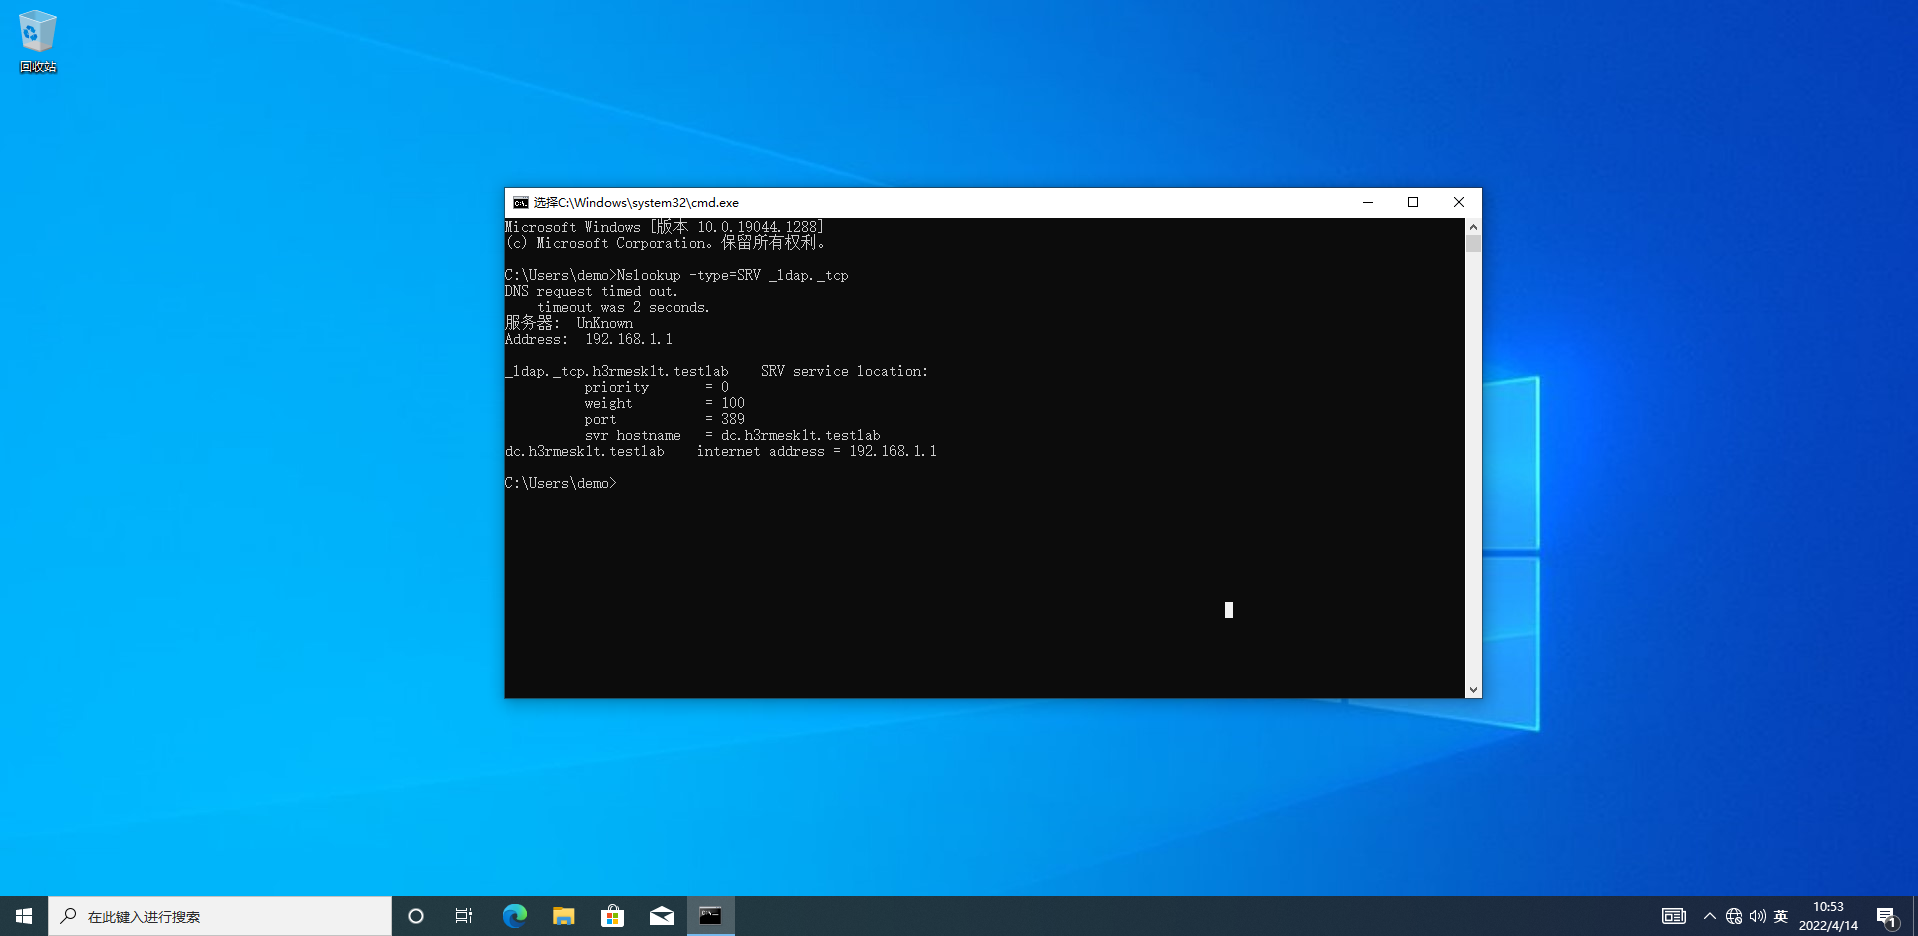 回收站
选择C:\Windows\system32\cmd.exe
Microsoft Windows [版本 10.0.19044.1288]
(c) Microsoft Corporation。保留所有权利。
C:\Users\demo>Nslookup -type=SRV _ldap._tcp
DNS request timed out.
    timeout was 2 seconds.
服务器:  UnKnown
Address:  192.168.1.1
_ldap._tcp.h3rmesk1t.testlab    SRV service location:
          priority       = 0
          weight         = 100
          port           = 389
          svr hostname   = dc.h3rmesk1t.testlab
dc.h3rmesk1t.testlab    internet address = 192.168.1.1
C:\Users\demo>
在此键入进行搜索
英
10:53
2022/4/14
1